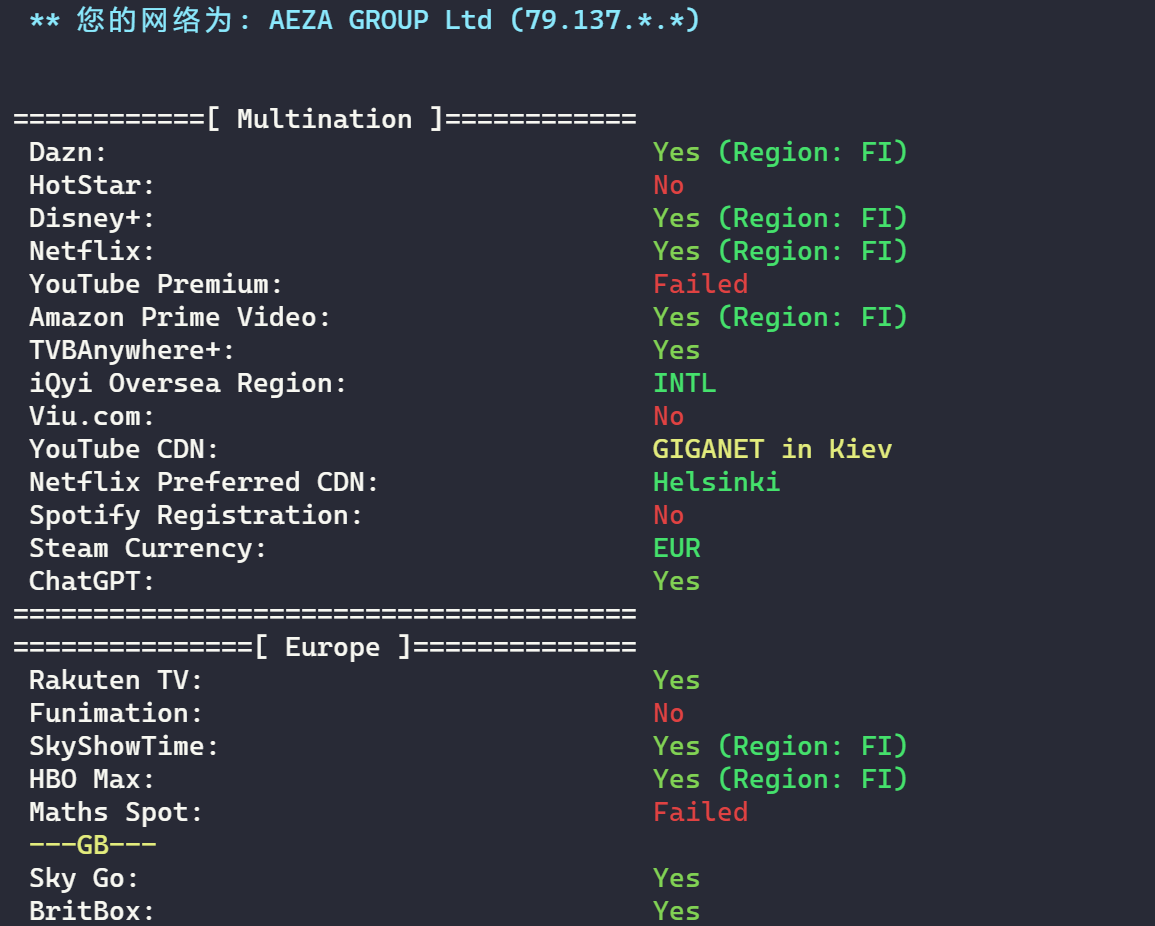 ** 您的网络为: AEZA GROUP Ltd (79.137.*.*)
============[ Multination ]============
Dazn: Yes (Region: FI)
HotStar: No
Disney+: Yes (Region: FI)
Netflix: Yes (Region: FI)
YouTube Premium: Failed
Amazon Prime Video: Yes (Region: FI)
TVBAnywhere+: Yes
iQyi Oversea Region: INTL
Viu.com: No
YouTube CDN: GIGANET in Kiev
Netflix Preferred CDN: Helsinki
Spotify Registration: No
Steam Currency: EUR
ChatGPT: Yes
=======================================
===============[ Europe ]==============
Rakuten TV: Yes
Funimation: No
SkyShowTime: Yes (Region: FI)
HBO Max: Yes (Region: FI)
Maths Spot: Failed
---GB---
Sky Go: Yes
BritBox: Yes